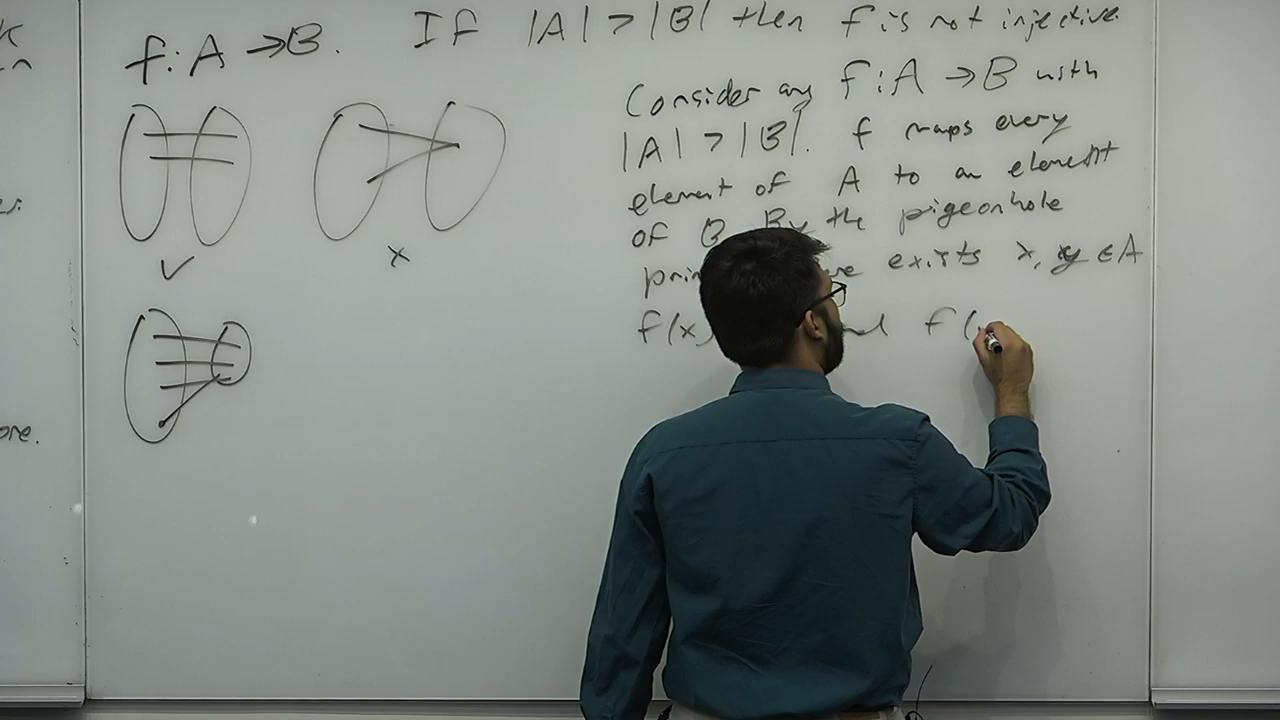 f: A → B. If |A| > |B| then f is not injective.
Consider any f: A → B with
|A| > |B|. f maps every
element of A to an element
of B. By the pigeonhole
exists x, y ∈ A
f(x) f(
✓ x
ore.